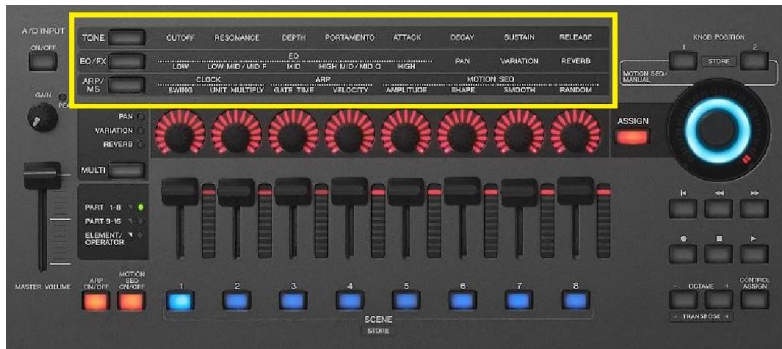 A/D INPUT
ON/OFF
GAIN
PEAK
MASTER VOLUME
TONE CUTOFF RESONANCE DEPTH PORTAMENTO ATTACK DECAY SUSTAIN RELEASE
EQ
EQ/FX LOW LOW MID / MID F MID HIGH MID / MID Q HIGH PAN VARIATION REVERB
CLOCK ARP MOTION SEQ
ARP/
MS SWING UNIT MULTIPLY GATE TIME VELOCITY AMPLITUDE SHAPE SMOOTH RANDOM
PAN
VARIATION
REVERB
MULTI
PART 1-8
PART 9-16
ELEMENT/
OPERATOR
ARP
ON/OFF
MOTION
SEQ
ON/OFF
1 2 3 4 5 6 7 8
SCENE
STORE
KNOB POSITION
1 2
STORE
MOTION SEQ/
MANUAL
ASSIGN
- OCTAVE +
- TRANSPOSE +
CONTROL
ASSIGN